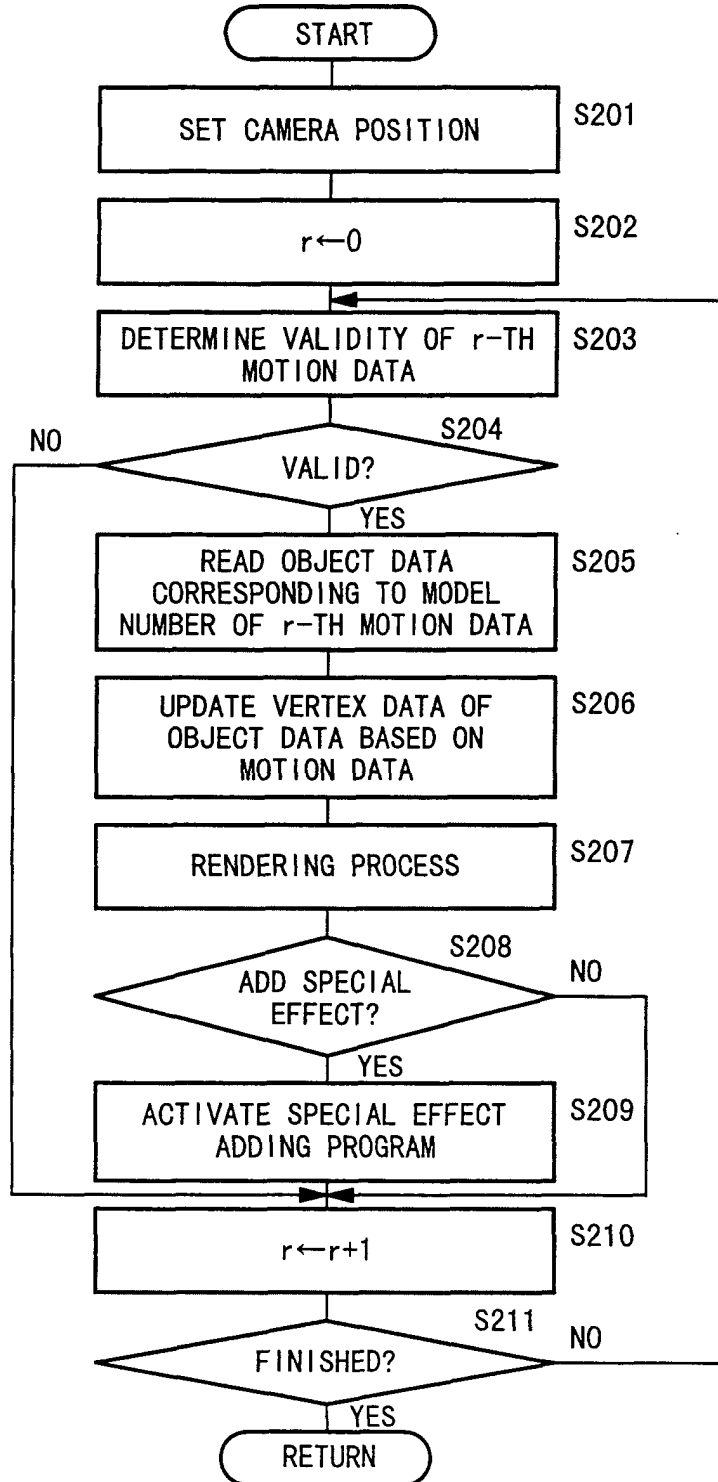 START
SET CAMERA POSITION
S201
r←0
S202
DETERMINE VALIDITY OF r-TH
MOTION DATA
S203
S204
NO
VALID?
YES
READ OBJECT DATA
CORRESPONDING TO MODEL
NUMBER OF r-TH MOTION DATA
S205
UPDATE VERTEX DATA OF
OBJECT DATA BASED ON
MOTION DATA
S206
RENDERING PROCESS
S207
S208
ADD SPECIAL
EFFECT?
NO
YES
ACTIVATE SPECIAL EFFECT
ADDING PROGRAM
S209
r←r+1
S210
S211
FINISHED?
NO
YES
RETURN